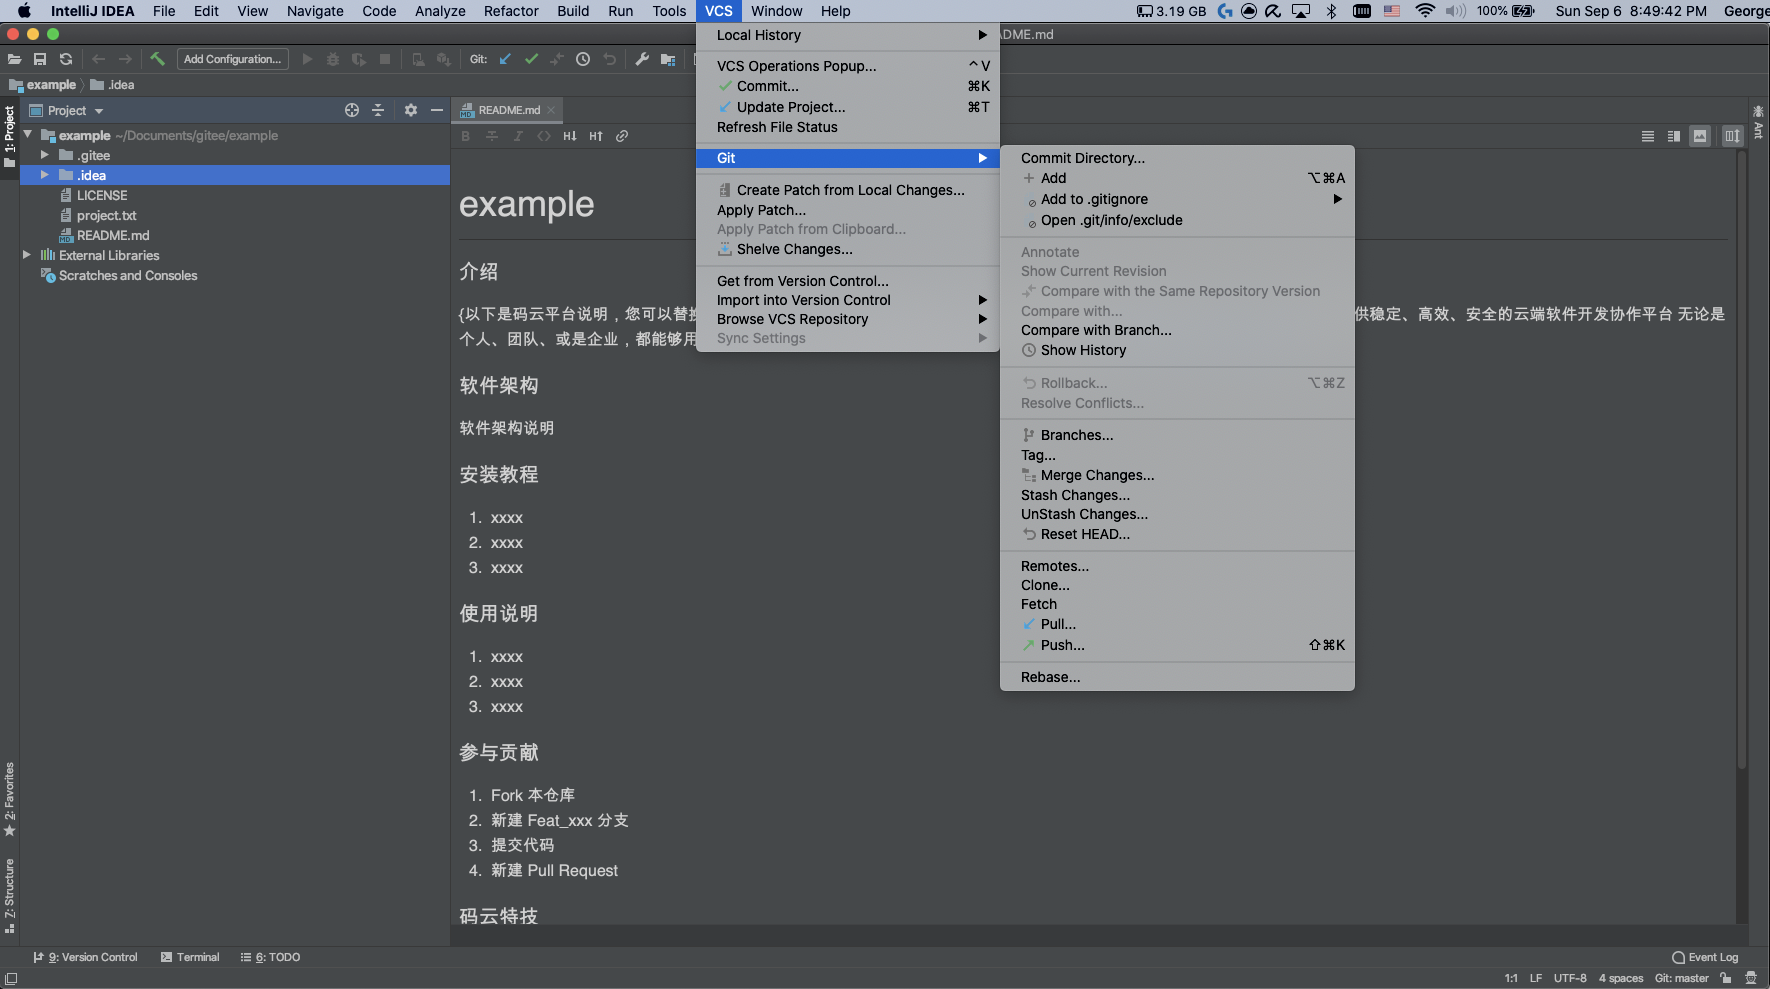 IntelliJ IDEA File Edit View Navigate Code Analyze Refactor Build Run Tools VCS Window Help 3.19 GB 100% Sun Sep 6 8:49:42 PM George
DME.md
Add Configuration... Git:
example .idea
Project
README.md
1: Project
example ~/Documents/gitee/example
.gitee
.idea
LICENSE
project.txt
README.md
External Libraries
Scratches and Consoles
2: Favorites
Z: Structure
Ant
B I H↓ H↑
example
介绍
{以下是码云平台说明，您可以替
供稳定、高效、安全的云端软件开发协作平台 无论是
个人、团队、或是企业，都能够用
软件架构
软件架构说明
安装教程
1. xxxx
2. xxxx
3. xxxx
使用说明
1. xxxx
2. xxxx
3. xxxx
参与贡献
1. Fork 本仓库
2. 新建 Feat_xxx 分支
3. 提交代码
4. 新建 Pull Request
码云特技
Local History
VCS Operations Popup... ^V
Commit... ⌘K
Update Project... ⌘T
Refresh File Status
Git
Create Patch from Local Changes...
Apply Patch...
Apply Patch from Clipboard...
Shelve Changes...
Get from Version Control...
Import into Version Control
Browse VCS Repository
Sync Settings
Commit Directory...
Add ⌥⌘A
Add to .gitignore
Open .git/info/exclude
Annotate
Show Current Revision
Compare with the Same Repository Version
Compare with...
Compare with Branch...
Show History
Rollback... ⌥⌘Z
Resolve Conflicts...
Branches...
Tag...
Merge Changes...
Stash Changes...
UnStash Changes...
Reset HEAD...
Remotes...
Clone...
Fetch
Pull...
Push... ⇧⌘K
Rebase...
9: Version Control Terminal 6: TODO Event Log
1:1 LF UTF-8 4 spaces Git: master